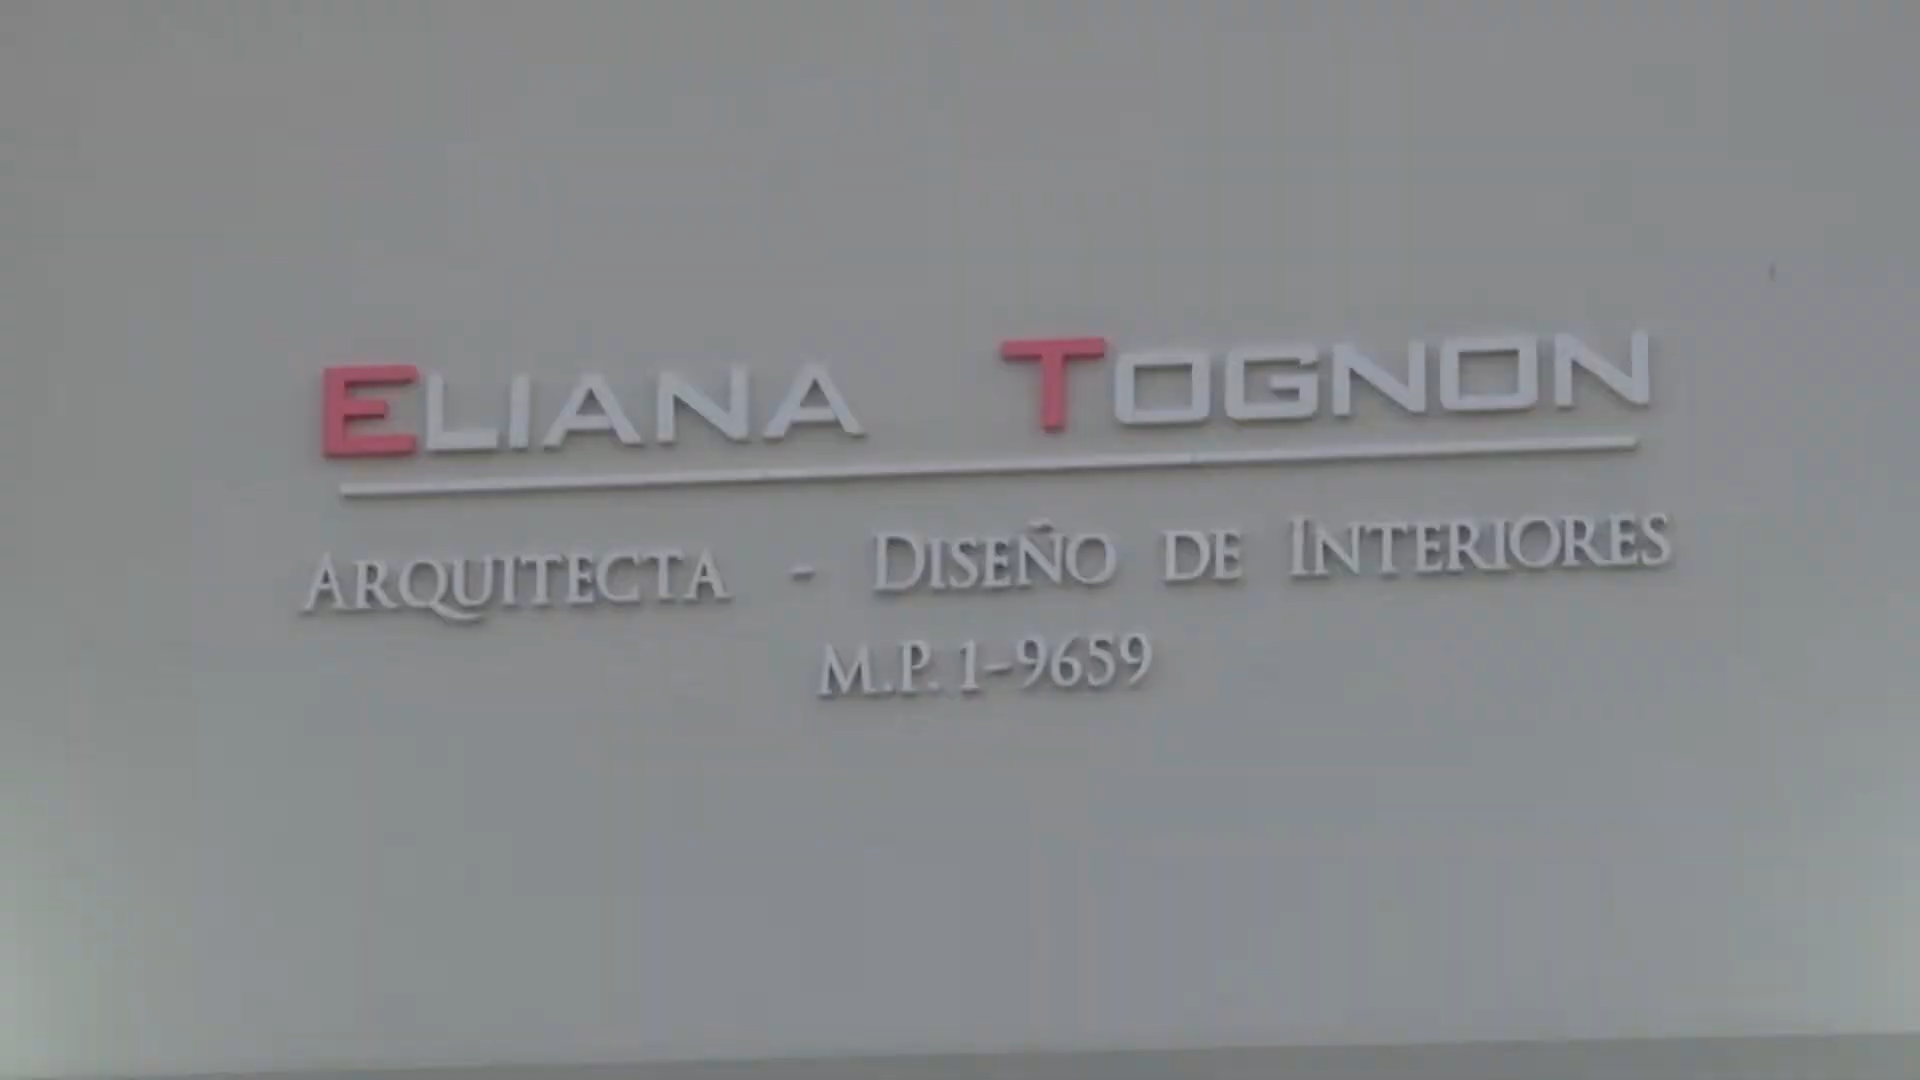 ELIANA TOGNON
ARQUITECTA - DISEÑO DE INTERIORES
M.P. 1-9659